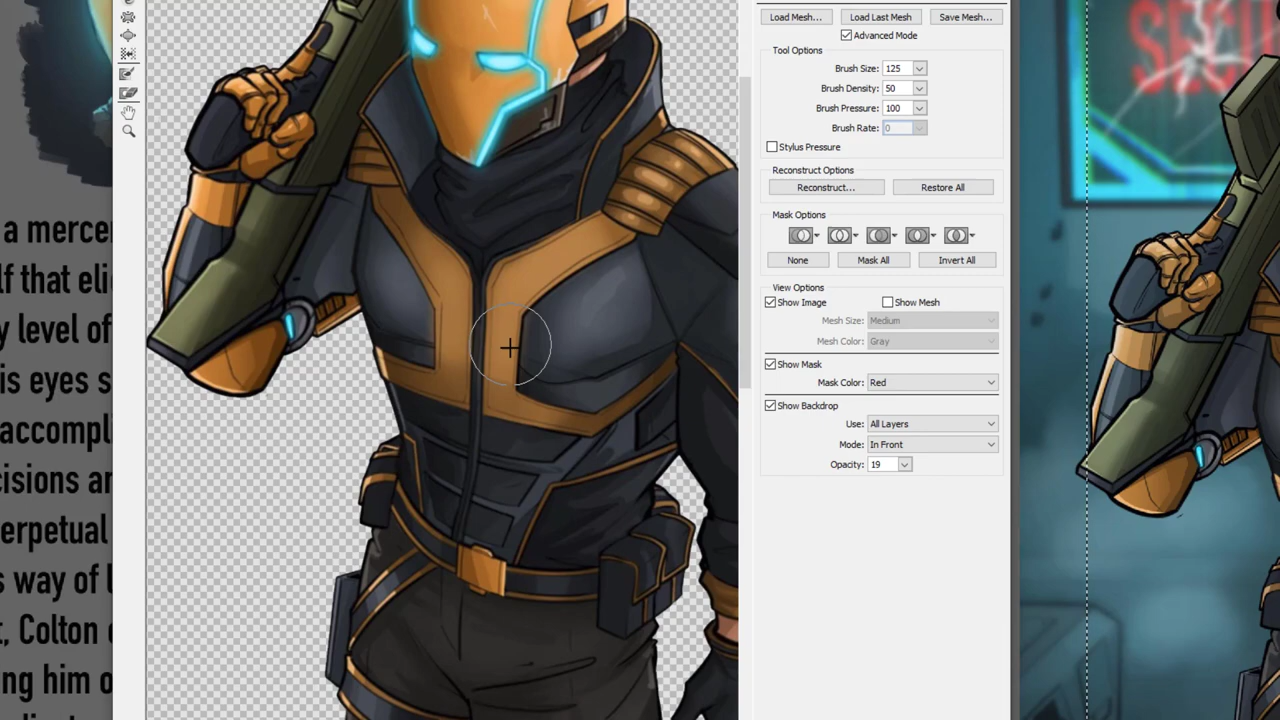 Load Mesh...
Load Last Mesh
Save Mesh...
Advanced Mode
Tool Options
Brush Size: 125
Brush Density: 50
Brush Pressure: 100
Brush Rate: 0
Stylus Pressure
Reconstruct Options
Reconstruct...
Restore All
Mask Options
None
Mask All
Invert All
View Options
Show Image
Show Mesh
Mesh Size: Medium
Mesh Color: Gray
Show Mask
Mask Color: Red
Show Backdrop
Use: All Layers
Mode: In Front
Opacity: 19
a mercen
lf that eli
y level of
is eyes s
accompl
cisions an
erpetual
s way of l
t, Colton
ng him o
SECU